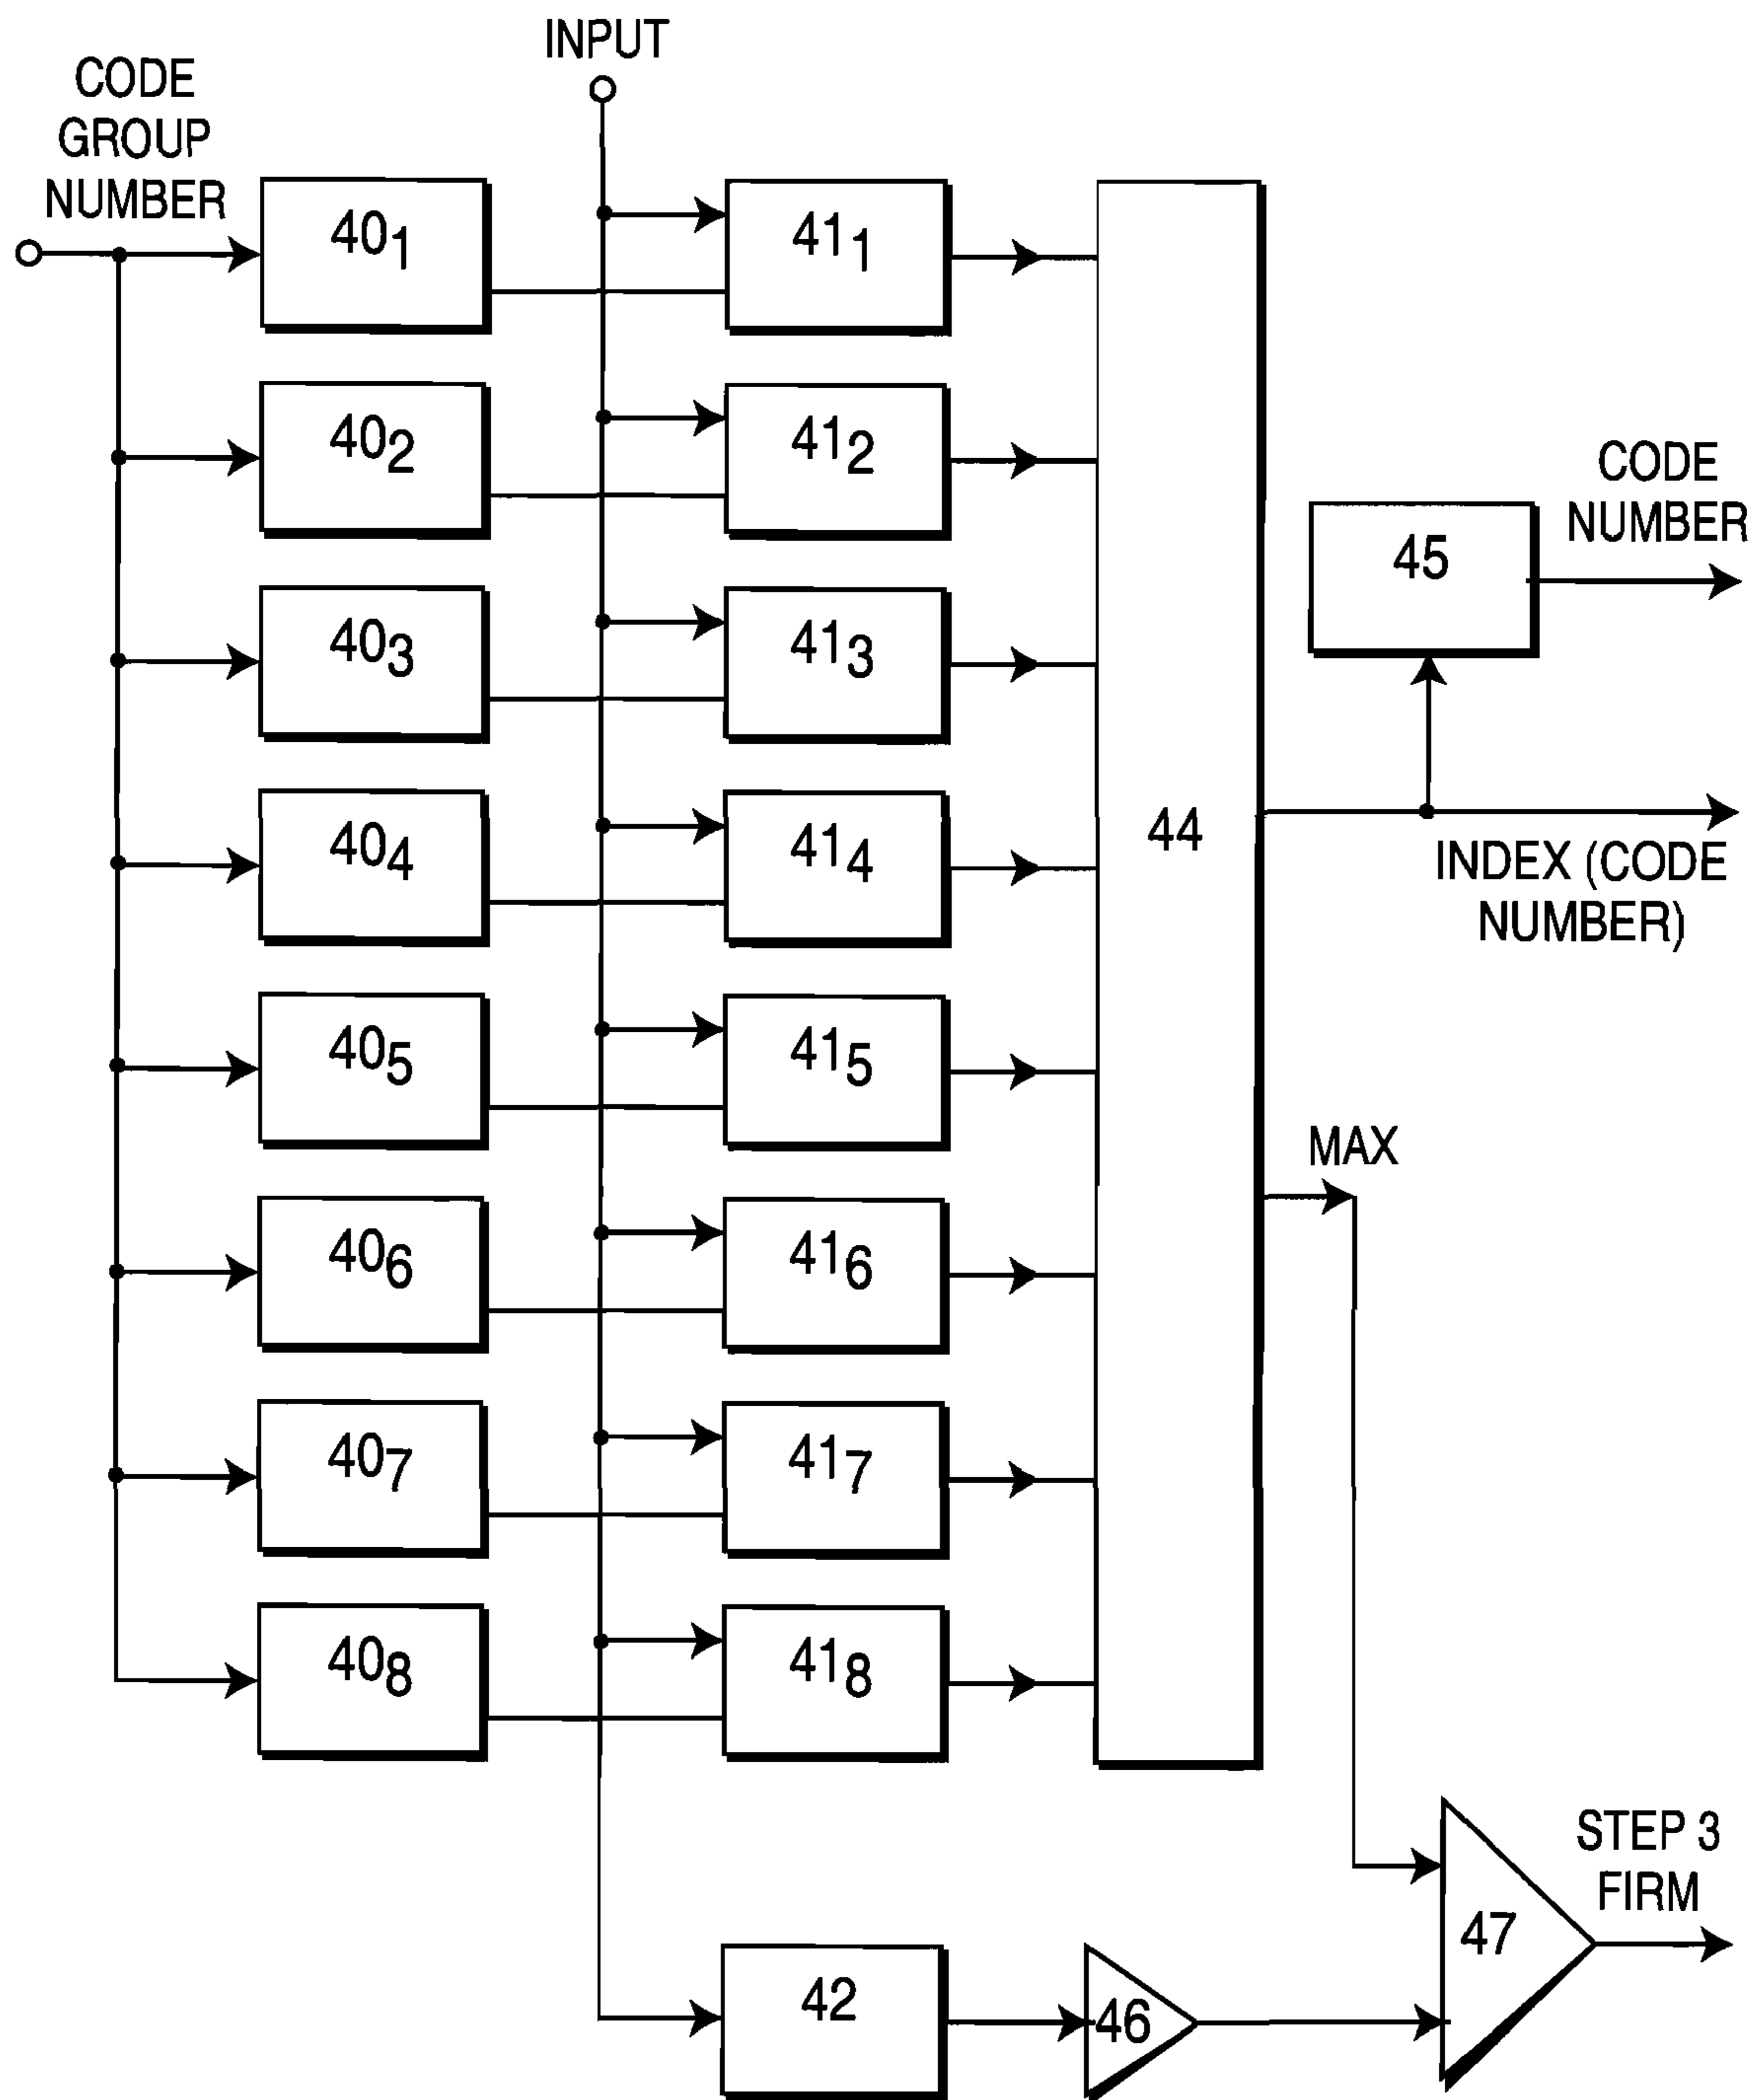 INPUT
CODE
GROUP
NUMBER
40₁
41₁
40₂
41₂
CODE
NUMBER
45
40₃
41₃
40₄
41₄
44
INDEX (CODE
NUMBER)
40₅
41₅
MAX
40₆
41₆
40₇
41₇
40₈
41₈
STEP 3
FIRM
47
42
46